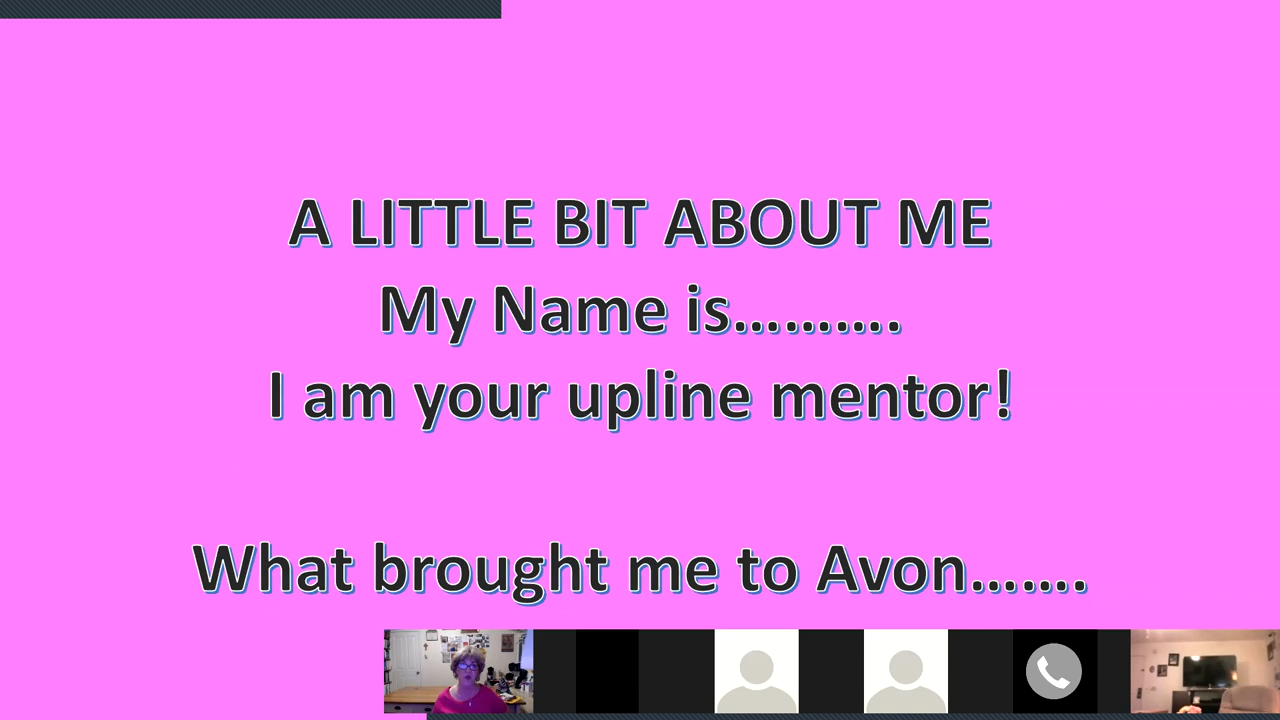 A LITTLE BIT ABOUT ME
My Name is……….
I am your upline mentor!
What brought me to Avon…….